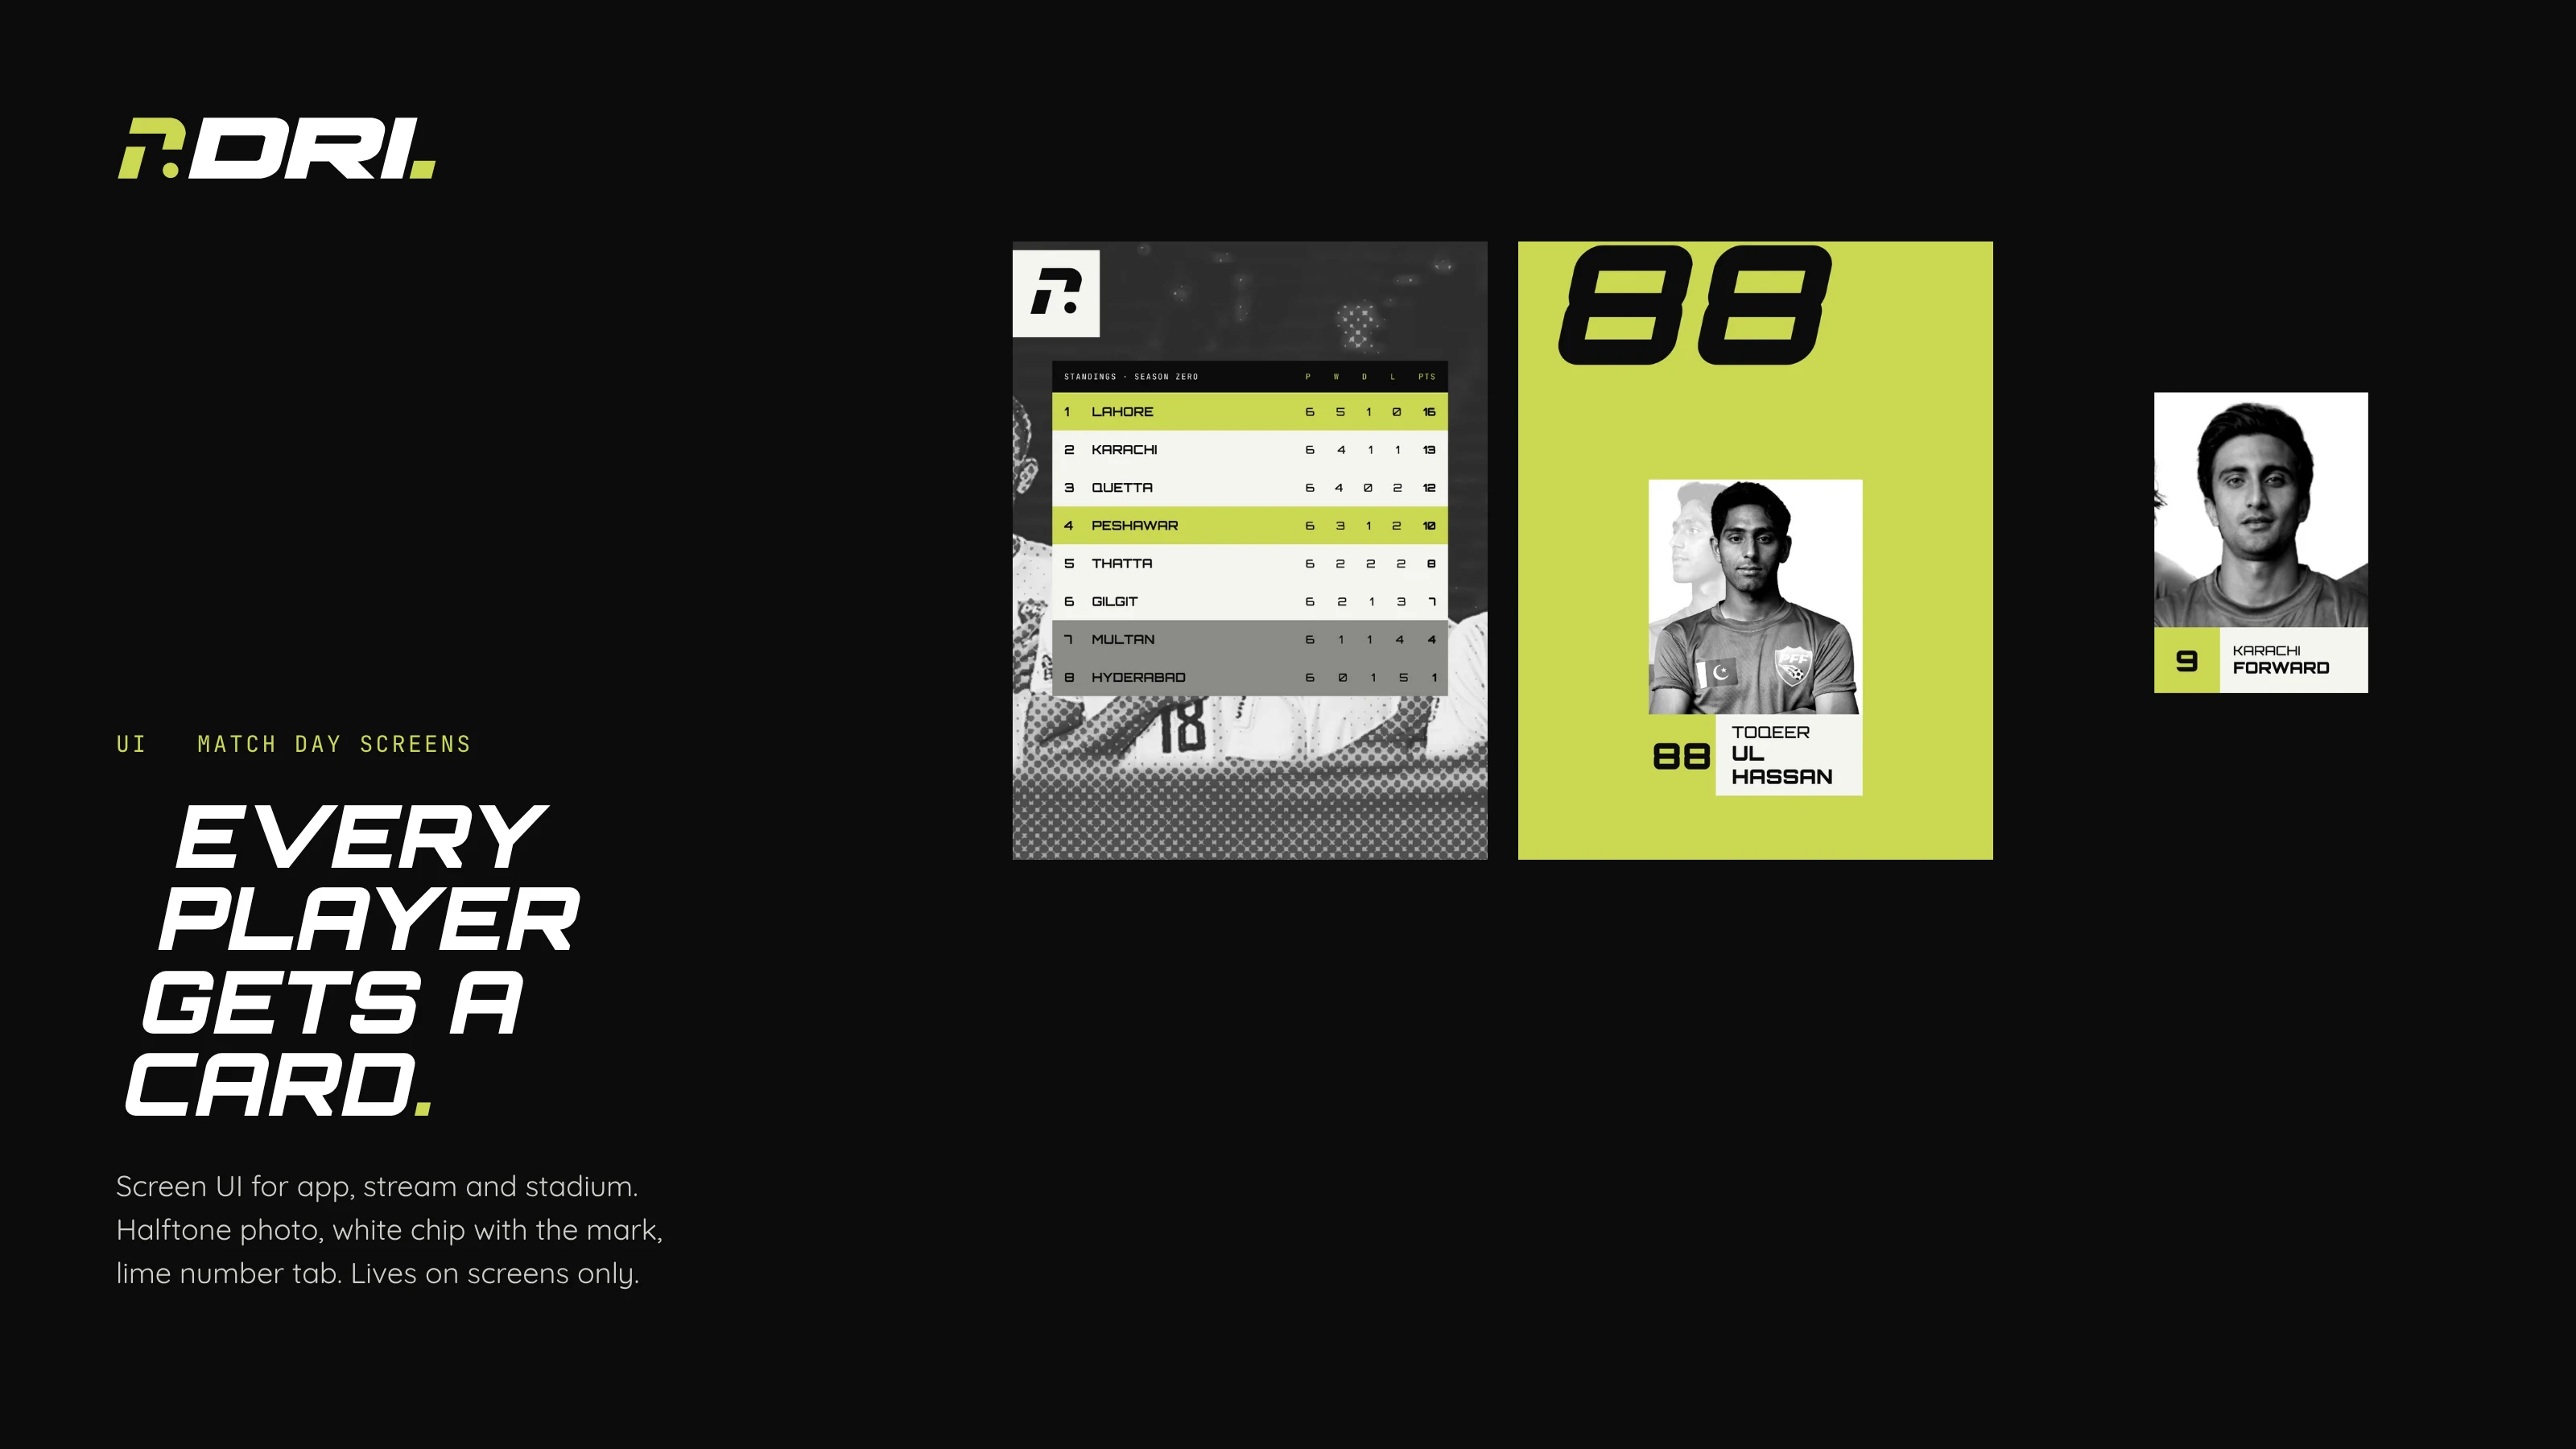 DRI.
UI MATCH DAY SCREENS
EVERY
PLAYER
GETS A
CARD.
Screen UI for app, stream and stadium.
Halftone photo, white chip with the mark,
lime number tab. Lives on screens only.
STANDINGS · SEASON ZERO P W D L PTS
1 LAHORE 6 5 1 0 16
2 KARACHI 6 4 1 1 13
3 QUETTA 6 4 0 2 12
4 PESHAWAR 6 3 1 2 10
5 THATTA 6 2 2 2 8
6 GILGIT 6 2 1 3 7
7 MULTAN 6 1 1 4 4
8 HYDERABAD 6 0 1 5 1
18
88
PFF
88
TOQEER
UL
HASSAN
9
KARACHI
FORWARD